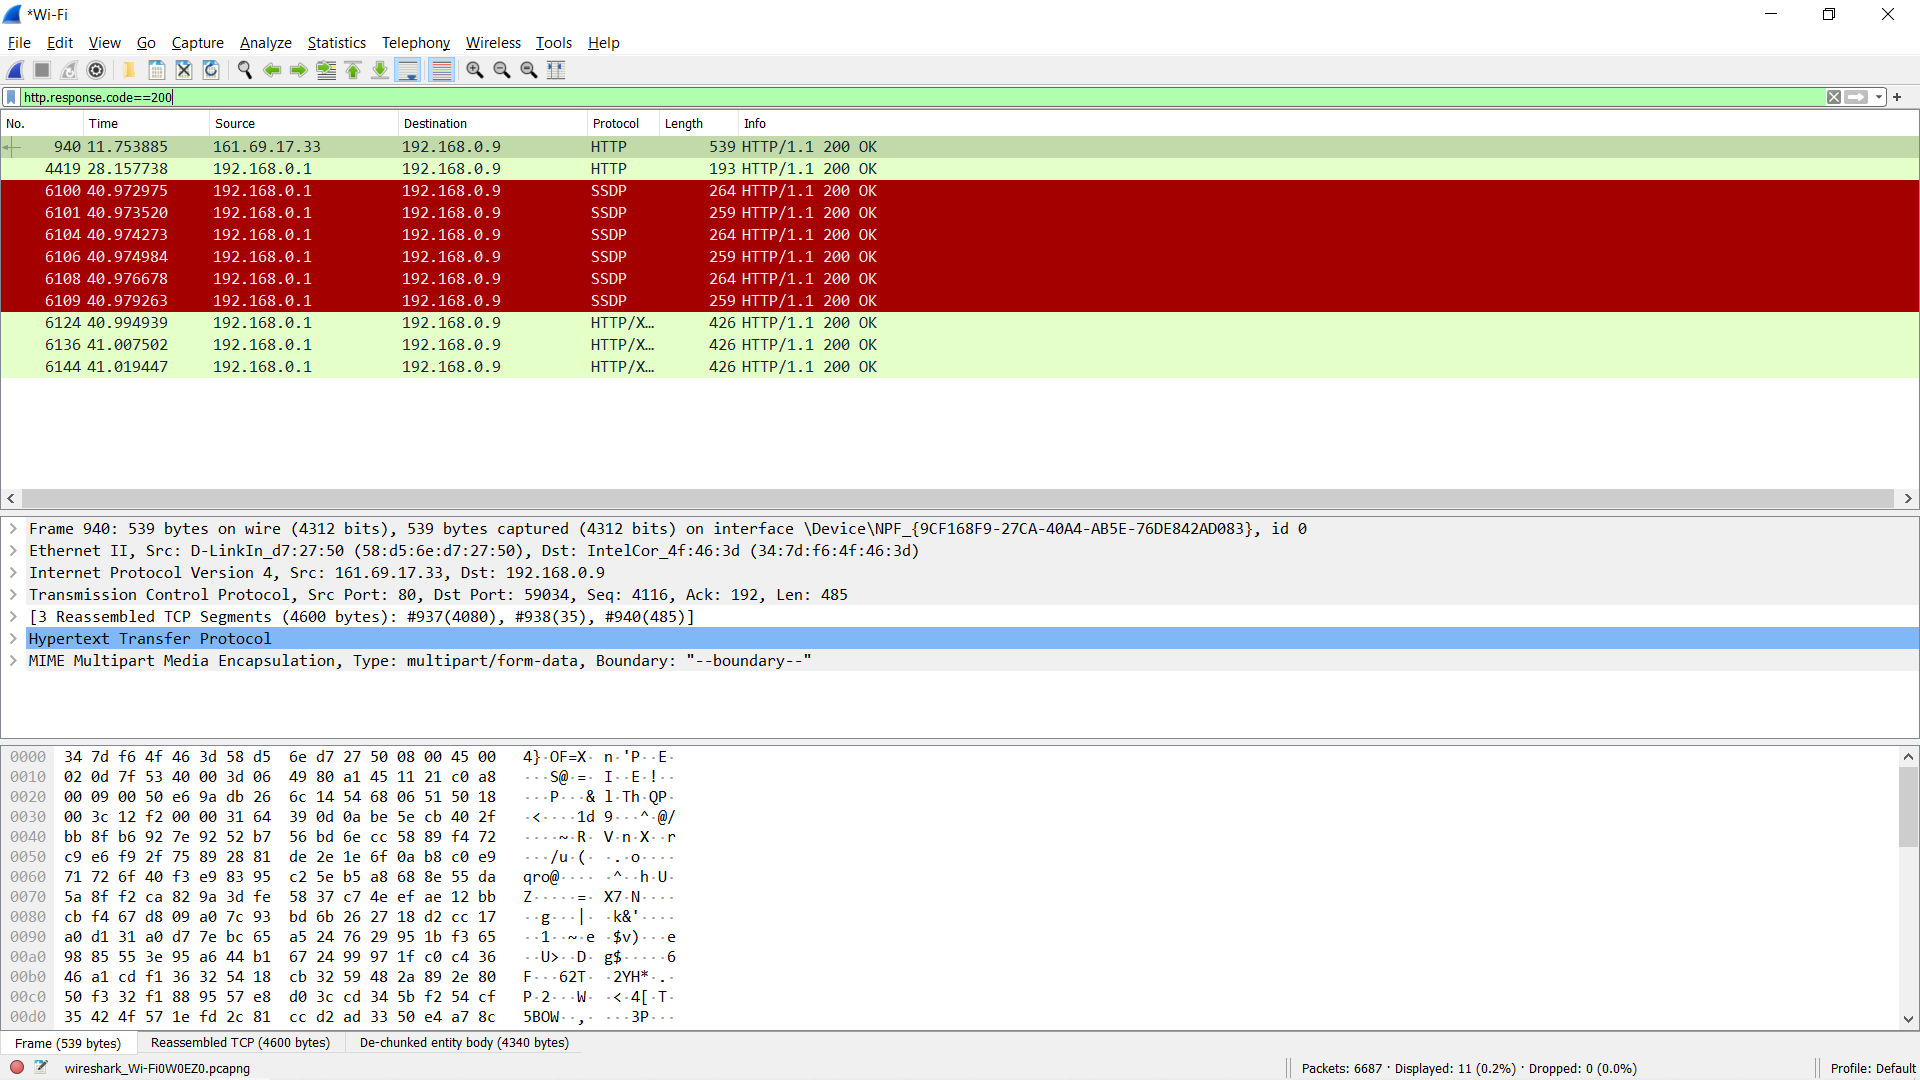 *Wi-Fi
File Edit View Go Capture Analyze Statistics Telephony Wireless Tools Help
http.response.code==200
No. Time Source Destination Protocol Length Info
940 11.753885 161.69.17.33 192.168.0.9 HTTP 539 HTTP/1.1 200 OK
4419 28.157738 192.168.0.1 192.168.0.9 HTTP 193 HTTP/1.1 200 OK
6100 40.972975 192.168.0.1 192.168.0.9 SSDP 264 HTTP/1.1 200 OK
6101 40.973520 192.168.0.1 192.168.0.9 SSDP 259 HTTP/1.1 200 OK
6104 40.974273 192.168.0.1 192.168.0.9 SSDP 264 HTTP/1.1 200 OK
6106 40.974984 192.168.0.1 192.168.0.9 SSDP 259 HTTP/1.1 200 OK
6108 40.976678 192.168.0.1 192.168.0.9 SSDP 264 HTTP/1.1 200 OK
6109 40.979263 192.168.0.1 192.168.0.9 SSDP 259 HTTP/1.1 200 OK
6124 40.994939 192.168.0.1 192.168.0.9 HTTP/X… 426 HTTP/1.1 200 OK
6136 41.007502 192.168.0.1 192.168.0.9 HTTP/X… 426 HTTP/1.1 200 OK
6144 41.019447 192.168.0.1 192.168.0.9 HTTP/X… 426 HTTP/1.1 200 OK
Frame 940: 539 bytes on wire (4312 bits), 539 bytes captured (4312 bits) on interface \Device\NPF_{9CF168F9-27CA-40A4-AB5E-76DE842AD083}, id 0
Ethernet II, Src: D-LinkIn_d7:27:50 (58:d5:6e:d7:27:50), Dst: IntelCor_4f:46:3d (34:7d:f6:4f:46:3d)
Internet Protocol Version 4, Src: 161.69.17.33, Dst: 192.168.0.9
Transmission Control Protocol, Src Port: 80, Dst Port: 59034, Seq: 4116, Ack: 192, Len: 485
[3 Reassembled TCP Segments (4600 bytes): #937(4080), #938(35), #940(485)]
Hypertext Transfer Protocol
MIME Multipart Media Encapsulation, Type: multipart/form-data, Boundary: "--boundary--"
0000 34 7d f6 4f 46 3d 58 d5 6e d7 27 50 08 00 45 00 4}·OF=X· n·'P··E·
0010 02 0d 7f 53 40 00 3d 06 49 80 a1 45 11 21 c0 a8 ···S@·=· I··E·!··
0020 00 09 00 50 e6 9a db 26 6c 14 54 68 06 51 50 18 ···P···& l·Th·QP·
0030 00 3c 12 f2 00 00 31 64 39 0d 0a be 5e cb 40 2f ·<····1d 9···^·@/
0040 bb 8f b6 92 7e 92 52 b7 56 bd 6e cc 58 89 f4 72 ····~·R· V·n·X··r
0050 c9 e6 f9 2f 75 89 28 81 de 2e 1e 6f 0a b8 c0 e9 ···/u·(· ·.·o····
0060 71 72 6f 40 f3 e9 83 95 c2 5e b5 a8 68 8e 55 da qro@···· ·^··h·U·
0070 5a 8f f2 ca 82 9a 3d fe 58 37 c7 4e ef ae 12 bb Z·····=· X7·N····
0080 cb f4 67 d8 09 a0 7c 93 bd 6b 26 27 18 d2 cc 17 ··g···|· ·k&'····
0090 a0 d1 31 a0 d7 7e bc 65 a5 24 76 29 95 1b f3 65 ··1··~·e ·$v)···e
00a0 98 85 55 3e 95 a6 44 b1 67 24 99 97 1f c0 c4 36 ··U>··D· g$·····6
00b0 46 a1 cd f1 36 32 54 18 cb 32 59 48 2a 89 2e 80 F···62T· ·2YH*·.·
00c0 50 f3 32 f1 88 95 57 e8 d0 3c cd 34 5b f2 54 cf P·2···W· ·<·4[·T·
00d0 35 42 4f 57 1e fd 2c 81 cc d2 ad 33 50 e4 a7 8c 5BOW··,· ···3P···
Frame (539 bytes) Reassembled TCP (4600 bytes) De-chunked entity body (4340 bytes)
wireshark_Wi-Fi0W0EZ0.pcapng Packets: 6687 · Displayed: 11 (0.2%) · Dropped: 0 (0.0%) Profile: Default